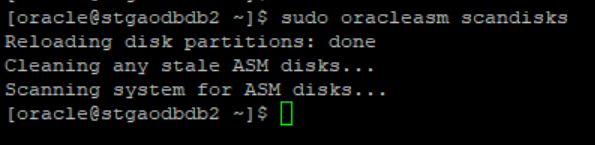 [oracle@stgaodbdb2 ~]$ sudo oracleasm scandisks
Reloading disk partitions: done
Cleaning any stale ASM disks...
Scanning system for ASM disks...
[oracle@stgaodbdb2 ~]$